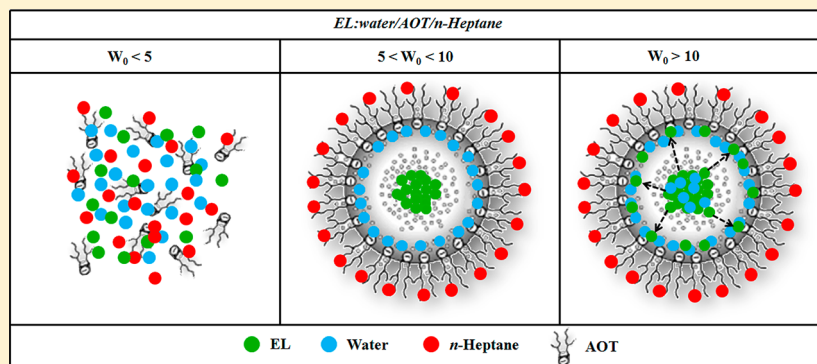 EL:water/AOT/n-Heptane
W₀ < 5
5 < W₀ < 10
W₀ > 10
EL
Water
n-Heptane
AOT